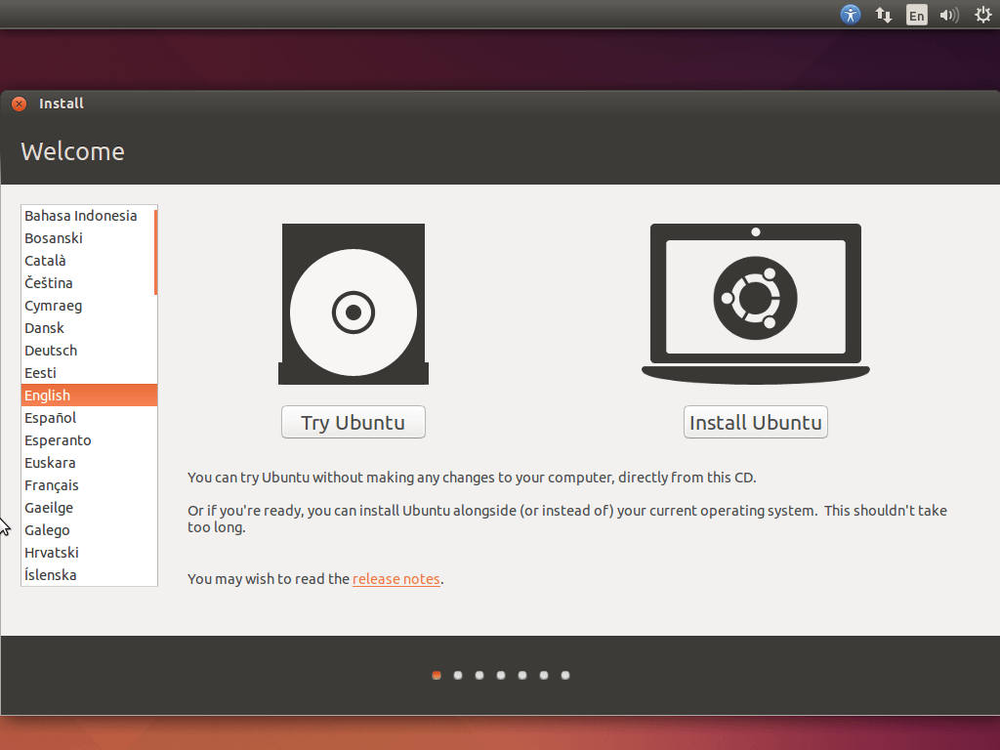 En
Install
Welcome
Bahasa Indonesia
Bosanski
Català
Čeština
Cymraeg
Dansk
Deutsch
Eesti
English
Español
Esperanto
Euskara
Français
Gaeilge
Galego
Hrvatski
Íslenska
Try Ubuntu
Install Ubuntu
You can try Ubuntu without making any changes to your computer, directly from this CD.
Or if you're ready, you can install Ubuntu alongside (or instead of) your current operating system.  This shouldn't take
too long.
You may wish to read the release notes.